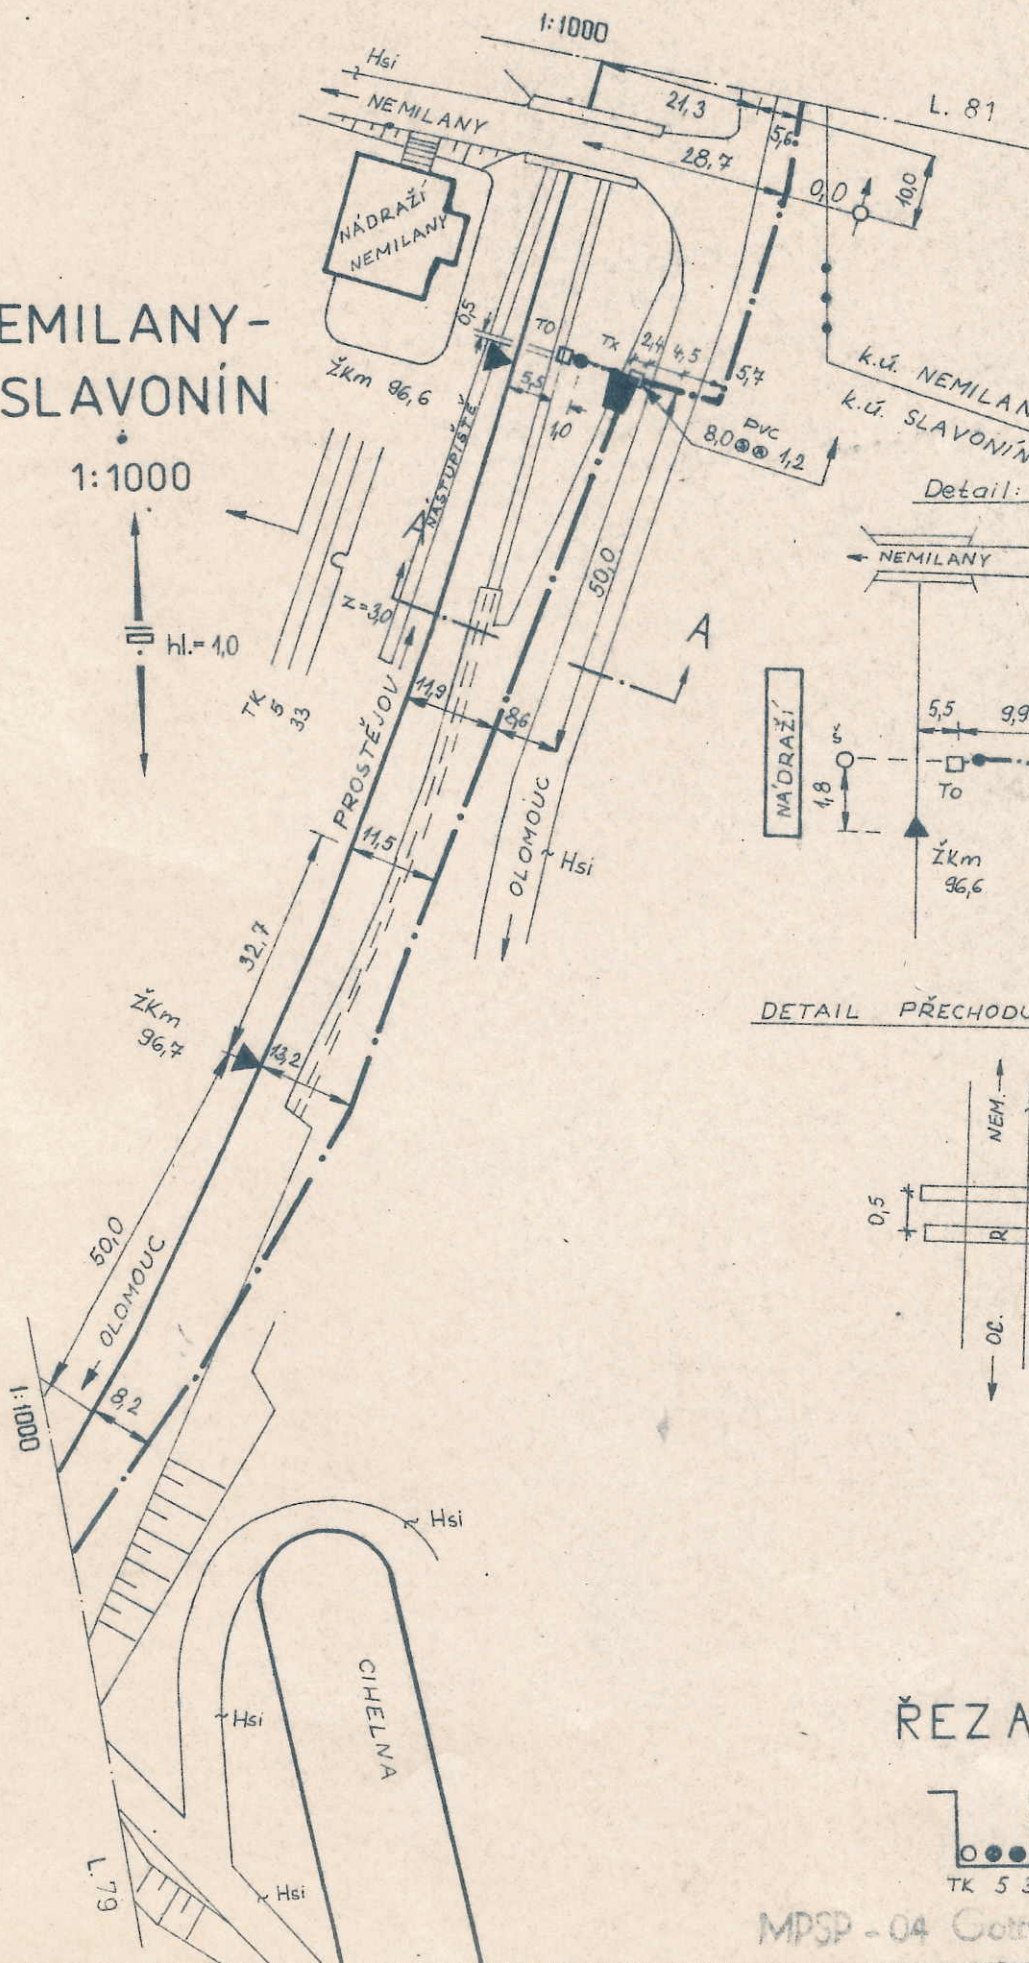 1:1000
Hsi
NEMILANY
21,3
5,6
L. 81
28,7
0,0
10,0
NÁDRAŽÍ
NEMILANY
EMILANY-
SLAVONÍN
1:1000
hl.= 1,0
0,5
TO
TX
2,4
4,5
5,7
ŽKm 96,6
5,5
1,0
PVC
8,0 1,2
k.ú. NEMILAN
k.ú. SLAVONÍN
NÁSTUPIŠTĚ
Detail:
NEMILANY
z=3,0
50,0
A
TK
5
33
11,9
8,6
PROSTĚJOV
OLOMOUC
Hsi
11,5
NÁDRAŽÍ
5,5
9,9
š
1,8
TO
ŽKm
96,6
32,7
ŽKm
96,7
13,2
DETAIL PŘECHODU
NEM.
0,5
R
OC.
50,0
OLOMOUC
8,2
1:1000
Hsi
CIHELNA
Hsi
Hsi
L. 79
ŘEZ A
TK 5 3
MPSP - 04 Gott